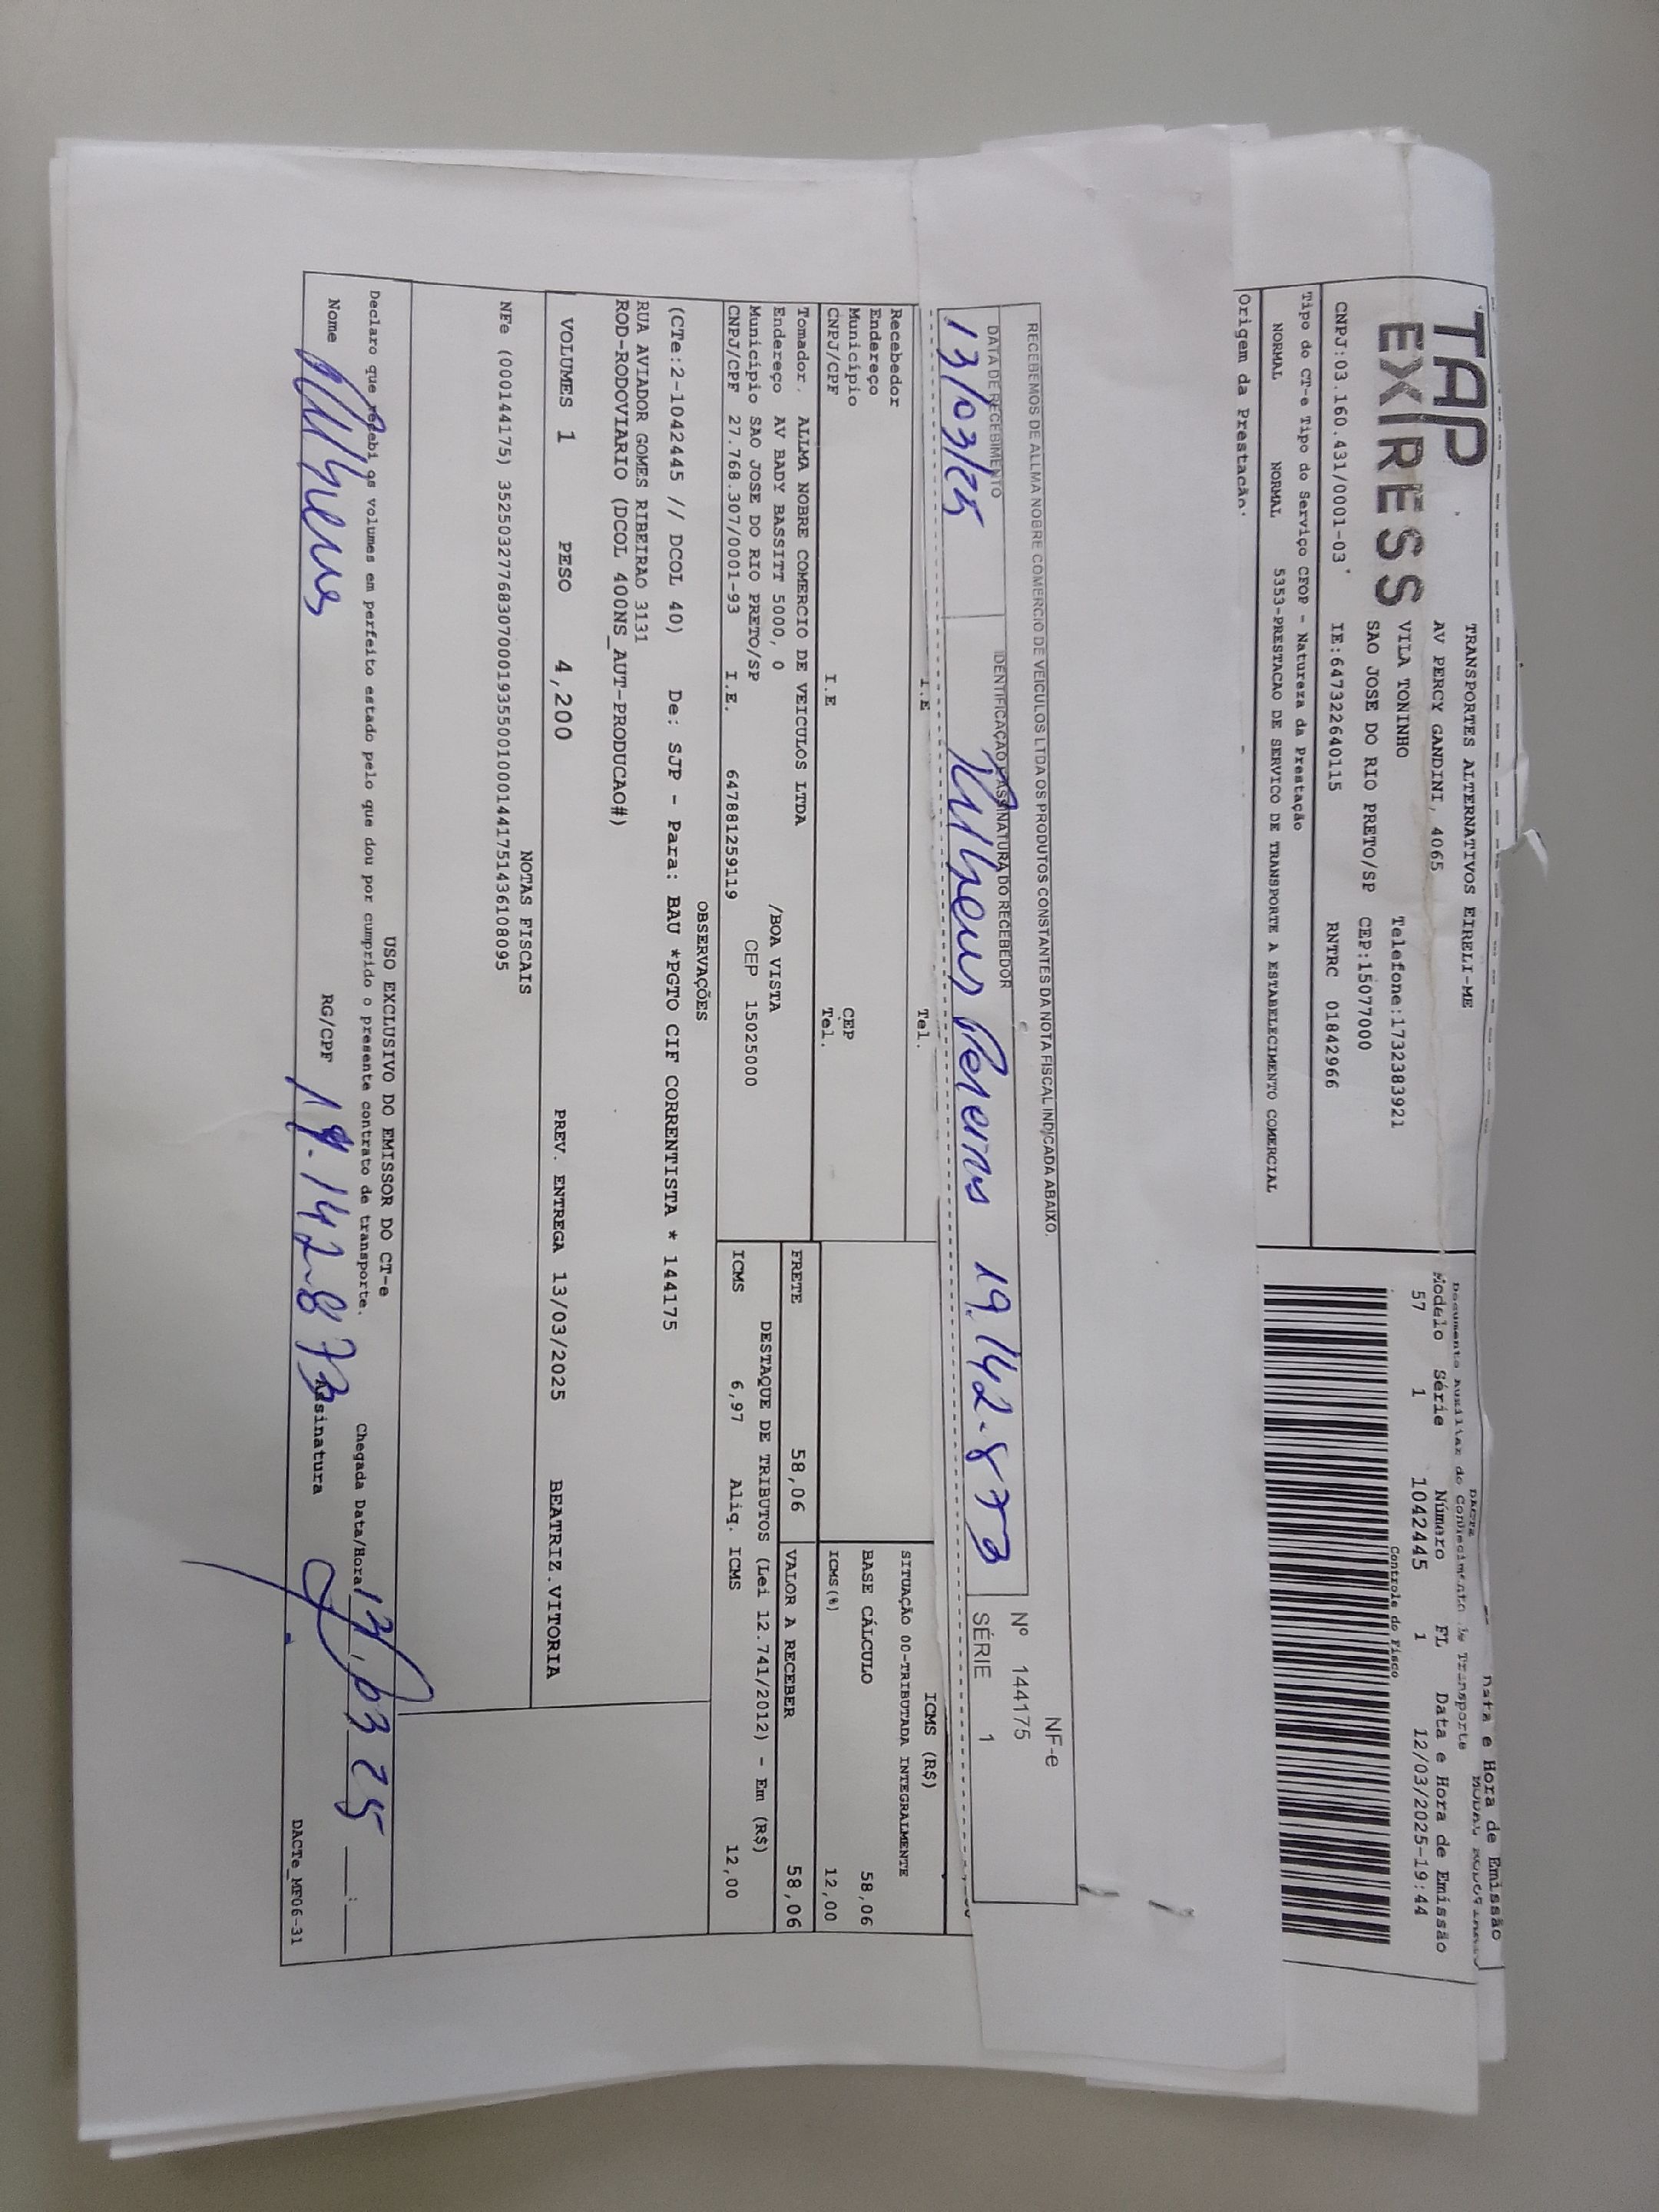 Data e Hora de Emissão
TAP EXPRESS
TRANSPORTES ALTERNATIVOS EIRELI-ME
AV PERCY GANDINI, 4065
VILA TONINHO Telefone:1732383921
SAO JOSE DO RIO PRETO/SP CEP:15077000
CNPJ:03.160.431/0001-03 IE:647322640115 RNTRC 01842966
DACTe
Documento Auxiliar do Conhecimento de Transporte
Modelo Série Número FL Data e Hora de Emissão
57 1 1042445 1 12/03/2025-19:44
Controle do Fisco
Tipo do CT-e Tipo do Serviço CFOP - Natureza da Prestação
NORMAL NORMAL 5353-PRESTACAO DE SERVICO DE TRANSPORTE A ESTABELECIMENTO COMERCIAL
Origem da Prestação
RECEBEMOS DE ALLMA NOBRE COMERCIO DE VEICULOS LTDA OS PRODUTOS CONSTANTES DA NOTA FISCAL INDICADA ABAIXO.
NF-e
Nº 144175
SÉRIE 1
DATA DE RECEBIMENTO IDENTIFICAÇÃO E ASSINATURA DO RECEBEDOR
13/03/25 19.142.873
I.E Tel.
ICMS (R$)
Recebedor
Endereço
Município CEP
CNPJ/CPF I.E Tel.
SITUAÇÃO 00-TRIBUTADA INTEGRALMENTE
BASE CÁLCULO 58,06
ICMS(%) 12,00
Tomador. ALLMA NOBRE COMERCIO DE VEICULOS LTDA
Endereço AV BADY BASSITT 5000, 0 /BOA VISTA
Município SAO JOSE DO RIO PRETO/SP CEP 15025000
CNPJ/CPF 27.768.307/0001-93 I.E. 647881259119
FRETE 58,06 VALOR A RECEBER 58,06
DESTAQUE DE TRIBUTOS (Lei 12.741/2012) - Em (R$)
ICMS 6,97 Aliq. ICMS 12,00
OBSERVAÇÕES
(CTe:2-1042445 // DCOL 40) De: SJP - Para: BAU *PGTO CIF CORRENTISTA * 144175
RUA AVIADOR GOMES RIBEIRAO 3131
ROD-RODOVIARIO (DCOL 400NS_AUT-PRODUCAO#)
VOLUMES 1 PESO 4,200 PREV. ENTREGA 13/03/2025 BEATRIZ.VITORIA
NOTAS FISCAIS
NFe (000144175) 35250327768307000193550010001441751436108095
USO EXCLUSIVO DO EMISSOR DO CT-e
Declaro que recebi os volumes em perfeito estado pelo que dou por cumprido o presente contrato de transporte. Chegada Data/Hora 13,03 25 ___:___
Nome RG/CPF 19.142.873 Assinatura
DACTe_MF06-31